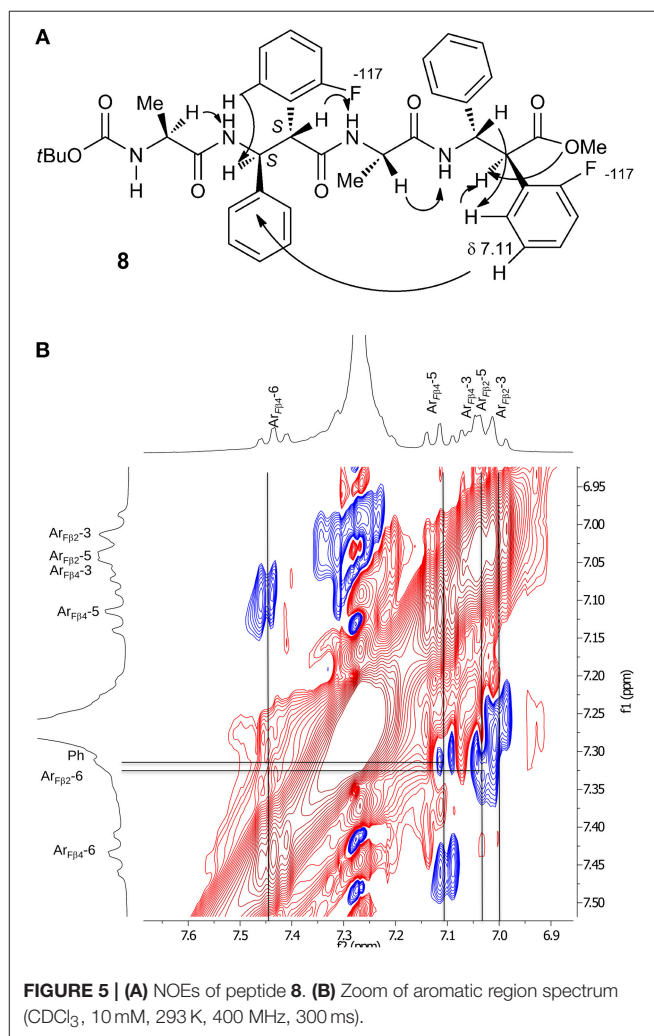 A
-117
F
H
H
H
O
Me
H
H
S
N
N
O
O
tBuO
N
N
S
OMe
H
O
H
O
Me
H
H
F
-117
H
H
8
δ 7.11
H
B
ArFβ4-6
ArFβ4-5
ArFβ4-3
ArFβ2-5
ArFβ2-3
ArFβ2-3
ArFβ2-5
ArFβ4-3
ArFβ4-5
Ph
ArFβ2-6
ArFβ4-6
6.95
7.00
7.05
7.10
7.15
7.20
7.25
7.30
7.35
7.40
7.45
7.50
f1 (ppm)
7.6 7.5 7.4 7.3 7.2 7.1 7.0 6.9
f2 (ppm)
FIGURE 5 | (A) NOEs of peptide 8. (B) Zoom of aromatic region spectrum
(CDCl₃, 10 mM, 293 K, 400 MHz, 300 ms).